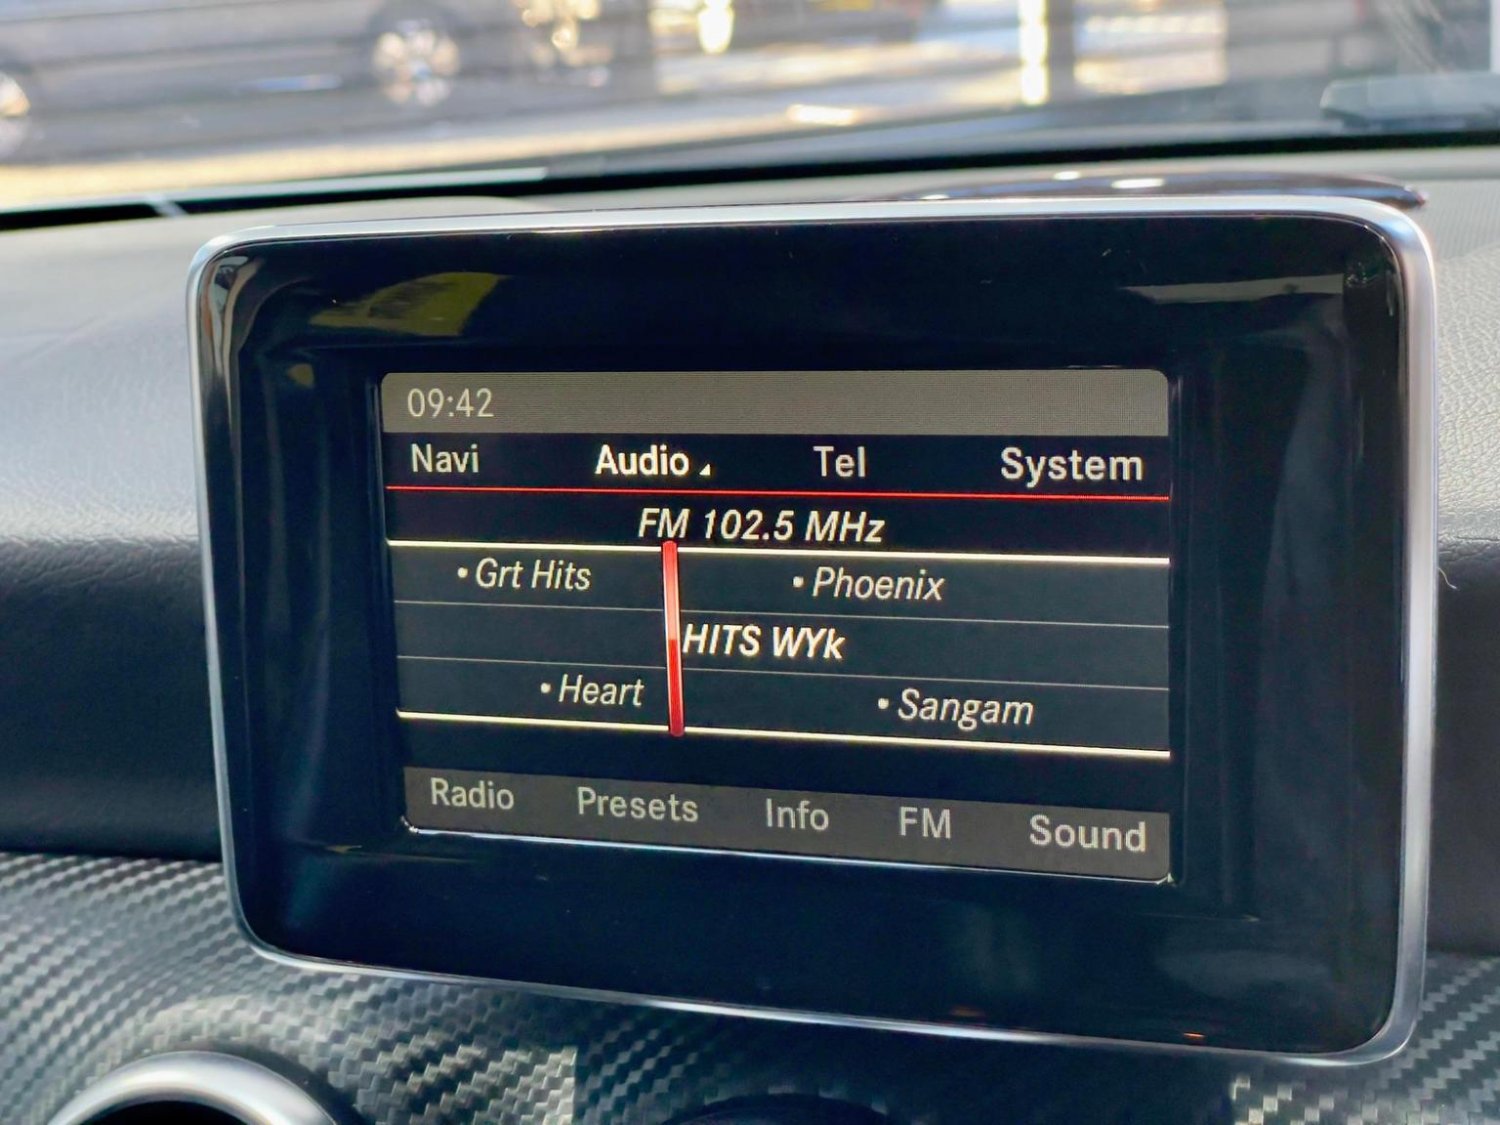 09:42
Navi Audio Tel System
FM 102.5 MHz
• Grt Hits • Phoenix
HITS WYk
• Heart • Sangam
Radio Presets Info FM Sound